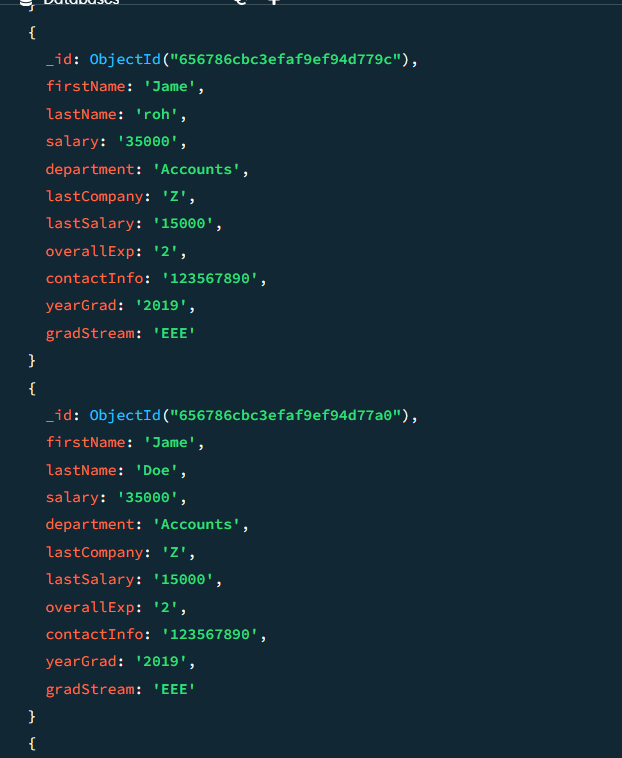 Databases
}
{
_id: ObjectId("656786cbc3efaf9ef94d779c"),
firstName: 'Jame',
lastName: 'roh',
salary: '35000',
department: 'Accounts',
lastCompany: 'Z',
lastSalary: '15000',
overallExp: '2',
contactInfo: '123567890',
yearGrad: '2019',
gradStream: 'EEE'
}
{
_id: ObjectId("656786cbc3efaf9ef94d77a0"),
firstName: 'Jame',
lastName: 'Doe',
salary: '35000',
department: 'Accounts',
lastCompany: 'Z',
lastSalary: '15000',
overallExp: '2',
contactInfo: '123567890',
yearGrad: '2019',
gradStream: 'EEE'
}
{